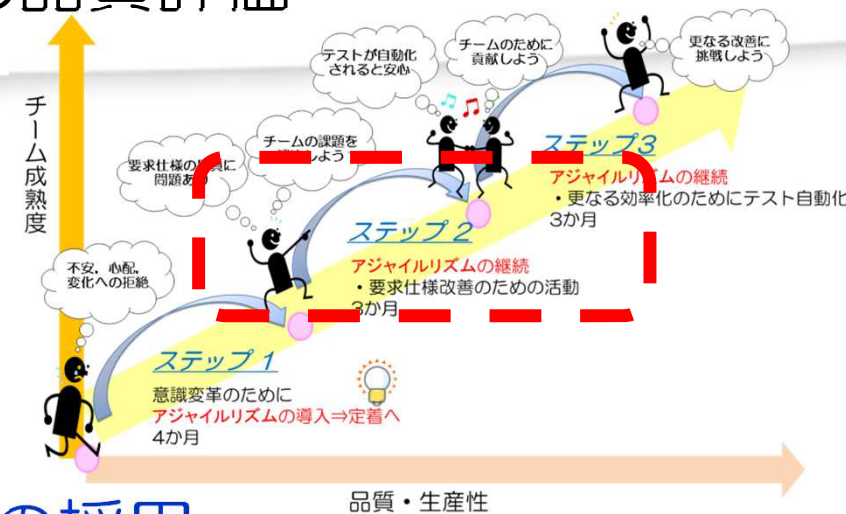 の品質評価
テストが自動化
されると安心
チームのために
貢献しよう
更なる改善に
挑戦しよう
チーム成熟度
要求仕様の
問題あ
チームの課題を
しよう
ステップ3
アジャイルリズムの継続
・更なる効率化のためにテスト自動化
3か月
ステップ2
アジャイルリズムの継続
・要求仕様改善のための活動
3か月
不安，心配，
変化への拒絶
ステップ1
意識変革のために
アジャイルリズムの導入⇒定着へ
4か月
品質・生産性
の採用